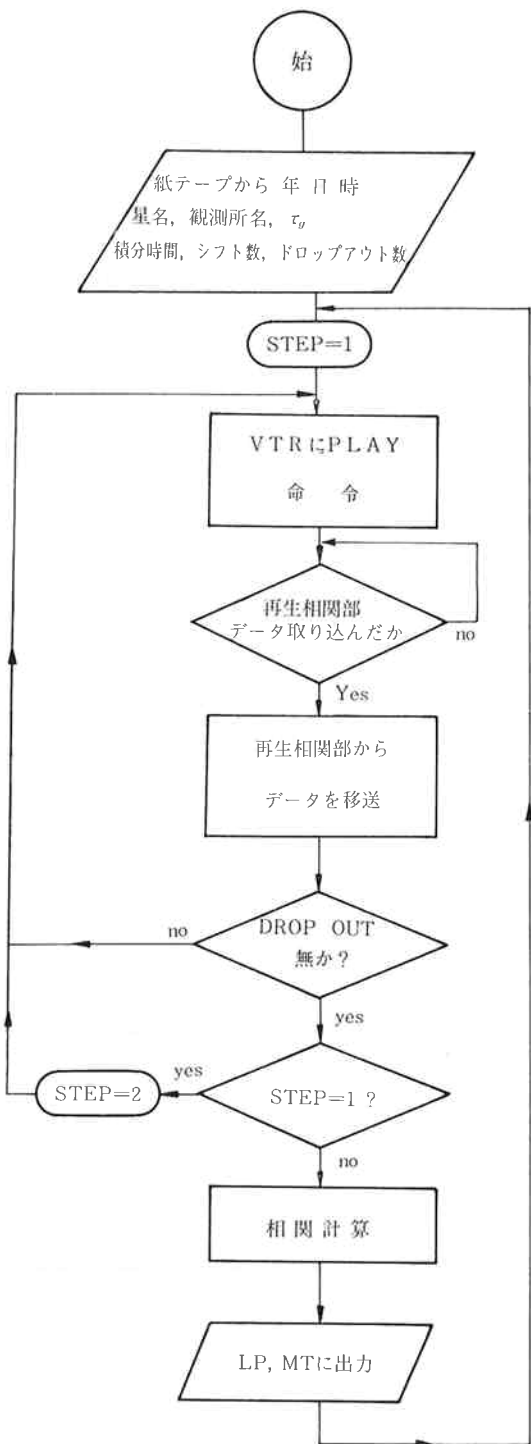 始
紙テープから 年 日 時
星名, 観測所名, τg
積分時間, シフト数, ドロップアウト数
STEP=1
VTRにPLAY
命 令
再生相関部
データ取り込んだか
no
Yes
再生相関部から
データを移送
DROP OUT
無か?
no
yes
STEP=1 ?
yes
STEP=2
no
相関計算
LP, MTに出力